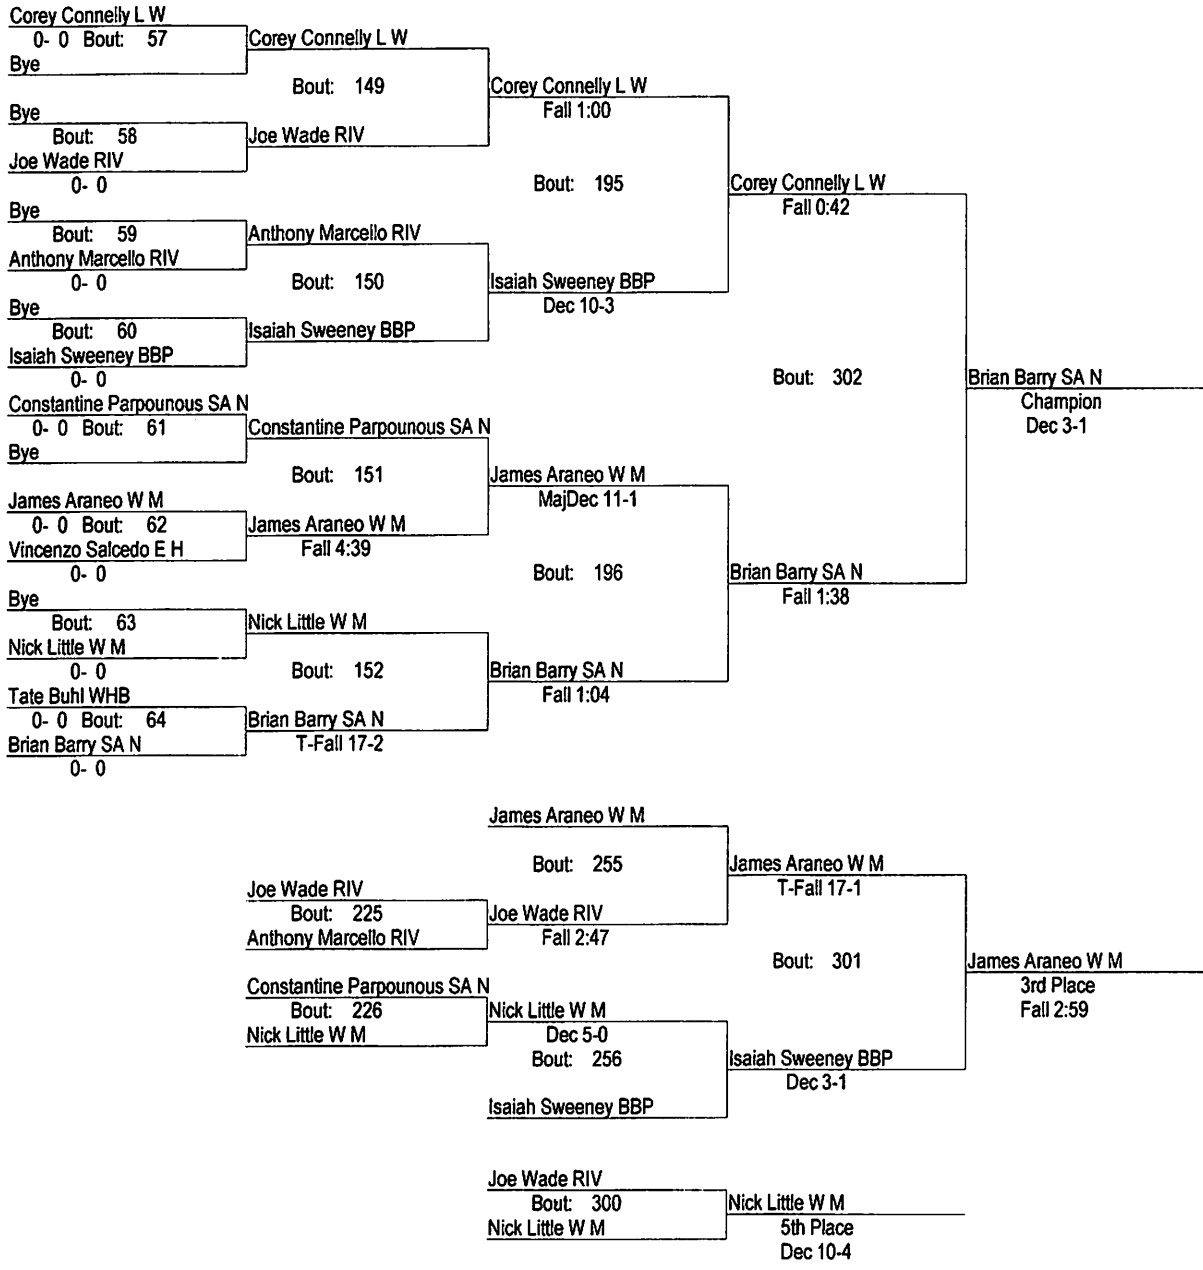 Corey Connelly L W
0- 0 Bout: 57
Bye
Corey Connelly L W
Bout: 149
Bye
Bout: 58
Joe Wade RIV
0- 0
Joe Wade RIV
Corey Connelly L W
Fall 1:00
Bout: 195
Bye
Bout: 59
Anthony Marcello RIV
0- 0
Anthony Marcello RIV
Bout: 150
Bye
Bout: 60
Isaiah Sweeney BBP
0- 0
Isaiah Sweeney BBP
Isaiah Sweeney BBP
Dec 10-3
Corey Connelly L W
Fall 0:42
Bout: 302
Constantine Parpounous SA N
0- 0 Bout: 61
Bye
Constantine Parpounous SA N
Bout: 151
James Araneo W M
0- 0 Bout: 62
Vincenzo Salcedo E H
0- 0
James Araneo W M
Fall 4:39
James Araneo W M
MajDec 11-1
Bout: 196
Bye
Bout: 63
Nick Little W M
0- 0
Nick Little W M
Bout: 152
Tate Buhl WHB
0- 0 Bout: 64
Brian Barry SA N
0- 0
Brian Barry SA N
T-Fall 17-2
Brian Barry SA N
Fall 1:04
Brian Barry SA N
Fall 1:38
Brian Barry SA N
Champion
Dec 3-1
James Araneo W M
Bout: 255
Joe Wade RIV
Bout: 225
Anthony Marcello RIV
Joe Wade RIV
Fall 2:47
James Araneo W M
T-Fall 17-1
Bout: 301
Constantine Parpounous SA N
Bout: 226
Nick Little W M
Nick Little W M
Dec 5-0
Bout: 256
Isaiah Sweeney BBP
Isaiah Sweeney BBP
Dec 3-1
James Araneo W M
3rd Place
Fall 2:59
Joe Wade RIV
Bout: 300
Nick Little W M
Nick Little W M
5th Place
Dec 10-4